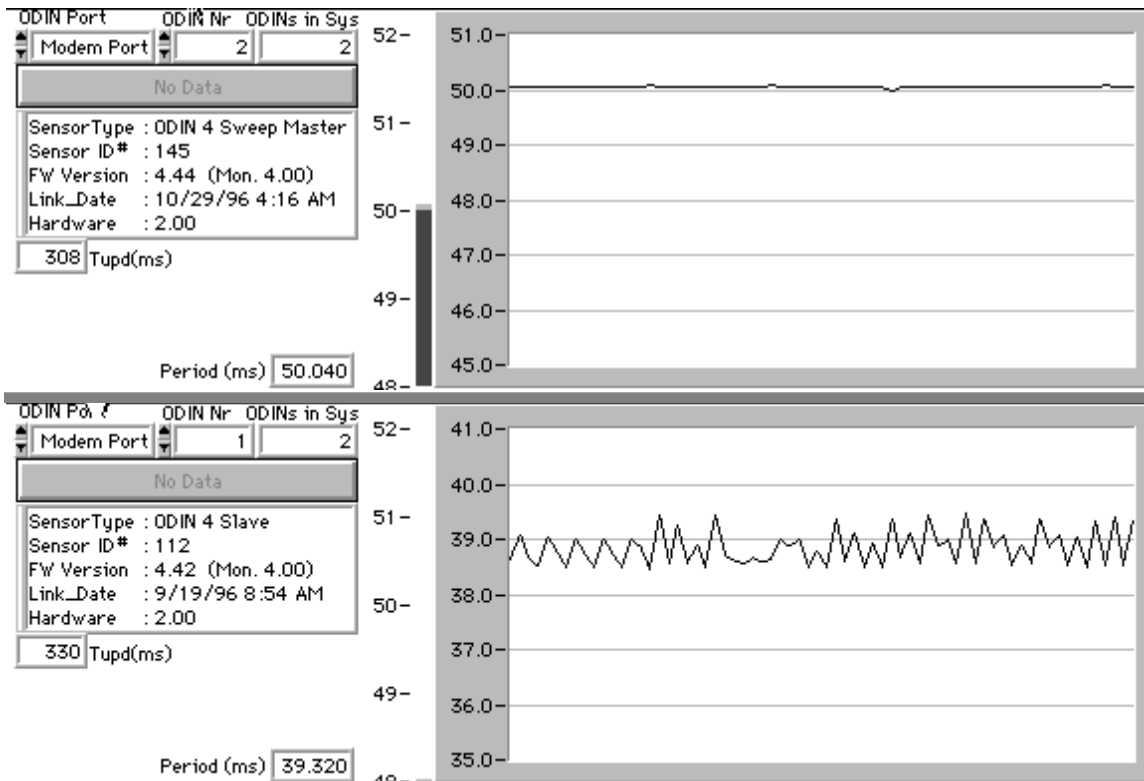 ODIN Port ODIN Nr ODINs in Sys
Modem Port 2 2
No Data
SensorType : ODIN 4 Sweep Master
Sensor ID# : 145
FW Version : 4.44 (Mon. 4.00)
Link_Date : 10/29/96 4:16 AM
Hardware : 2.00
308 Tupd(ms)
Period (ms) 50.040
52
51
50
49
48
51.0
50.0
49.0
48.0
47.0
46.0
45.0
ODIN Nr ODINs in Sys
Modem Port 1 2
No Data
SensorType : ODIN 4 Slave
Sensor ID# : 112
FW Version : 4.42 (Mon. 4.00)
Link_Date : 9/19/96 8:54 AM
Hardware : 2.00
330 Tupd(ms)
Period (ms) 39.320
52
51
50
49
48
41.0
40.0
39.0
38.0
37.0
36.0
35.0